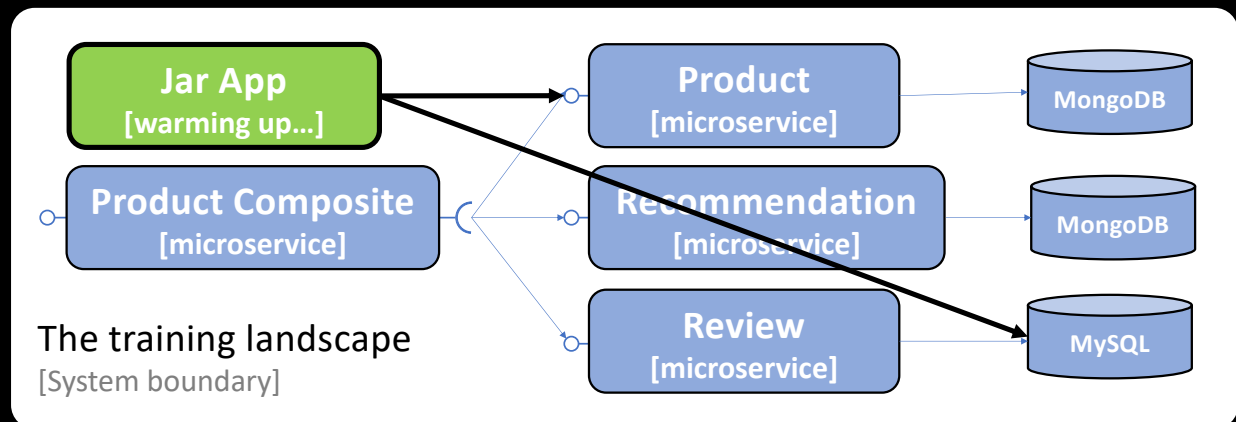 Jar App
[warming up...]
Product
[microservice]
MongoDB
Product Composite
[microservice]
Recommendation
[microservice]
MongoDB
Review
[microservice]
MySQL
The training landscape
[System boundary]